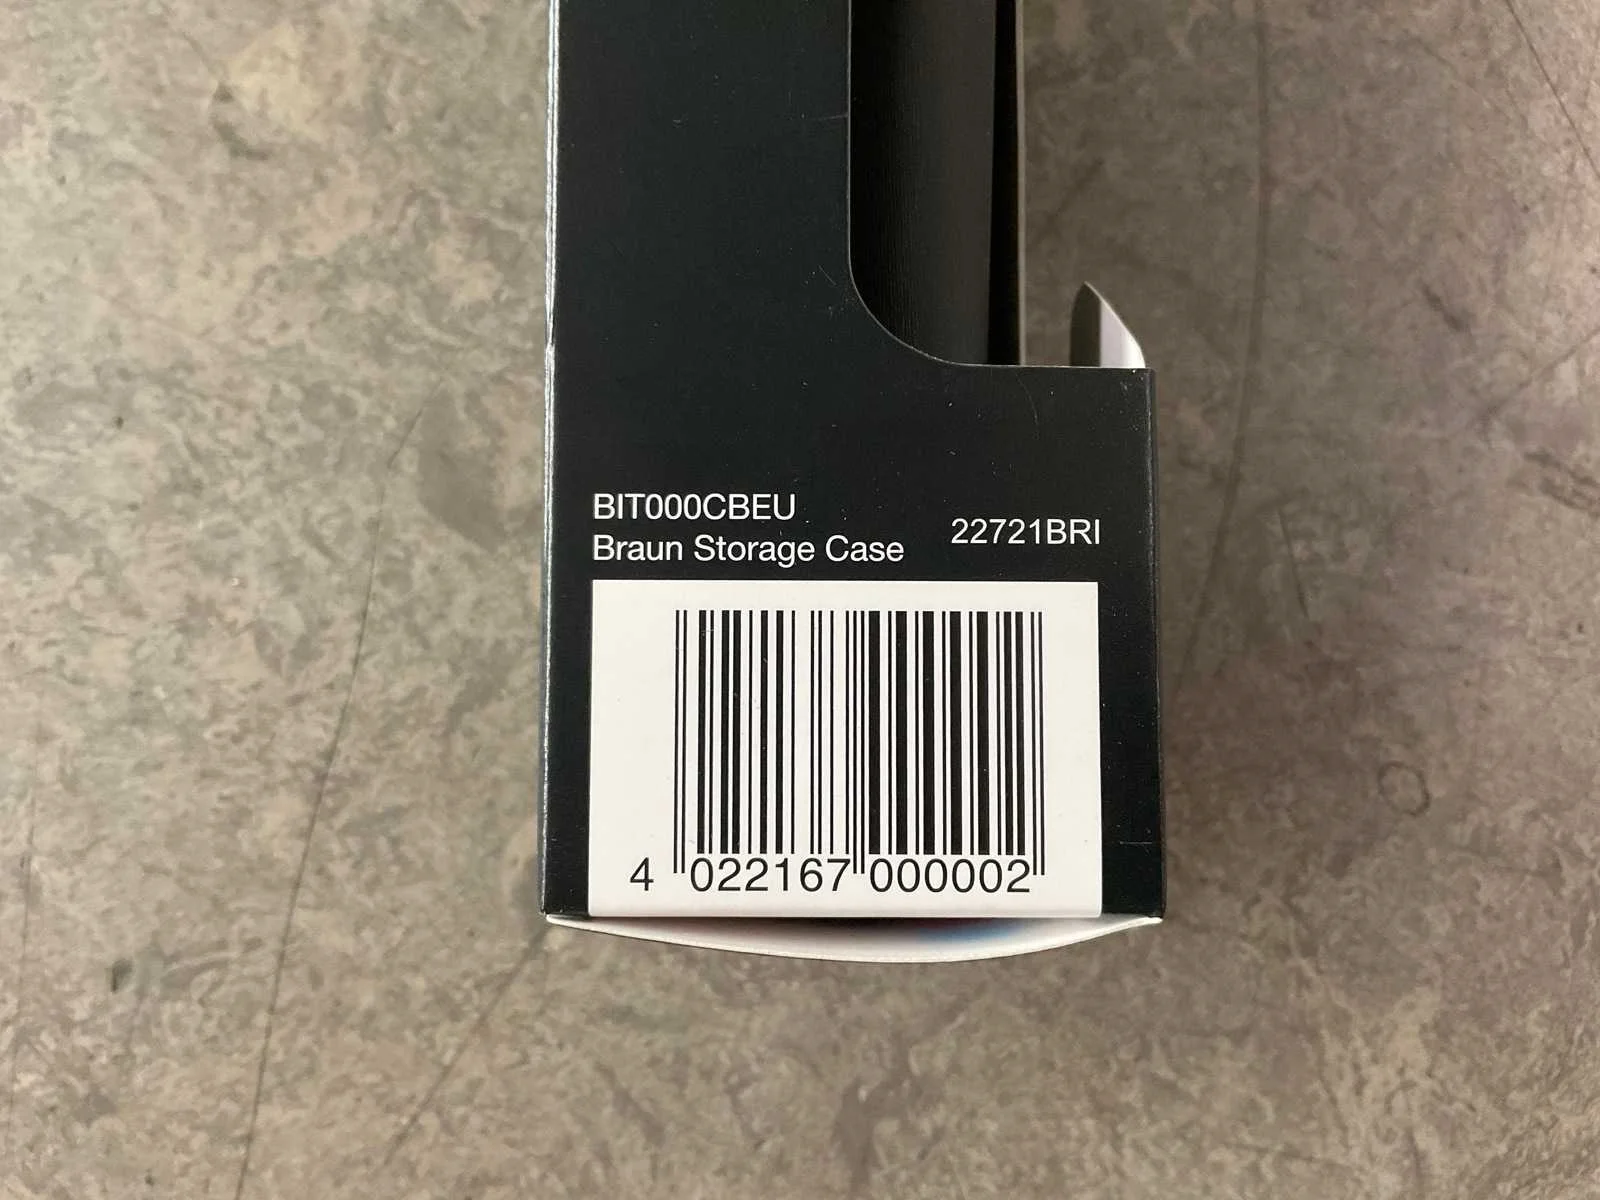 BIT000CBEU
Braun Storage Case
22721BRI
4 022167 000002